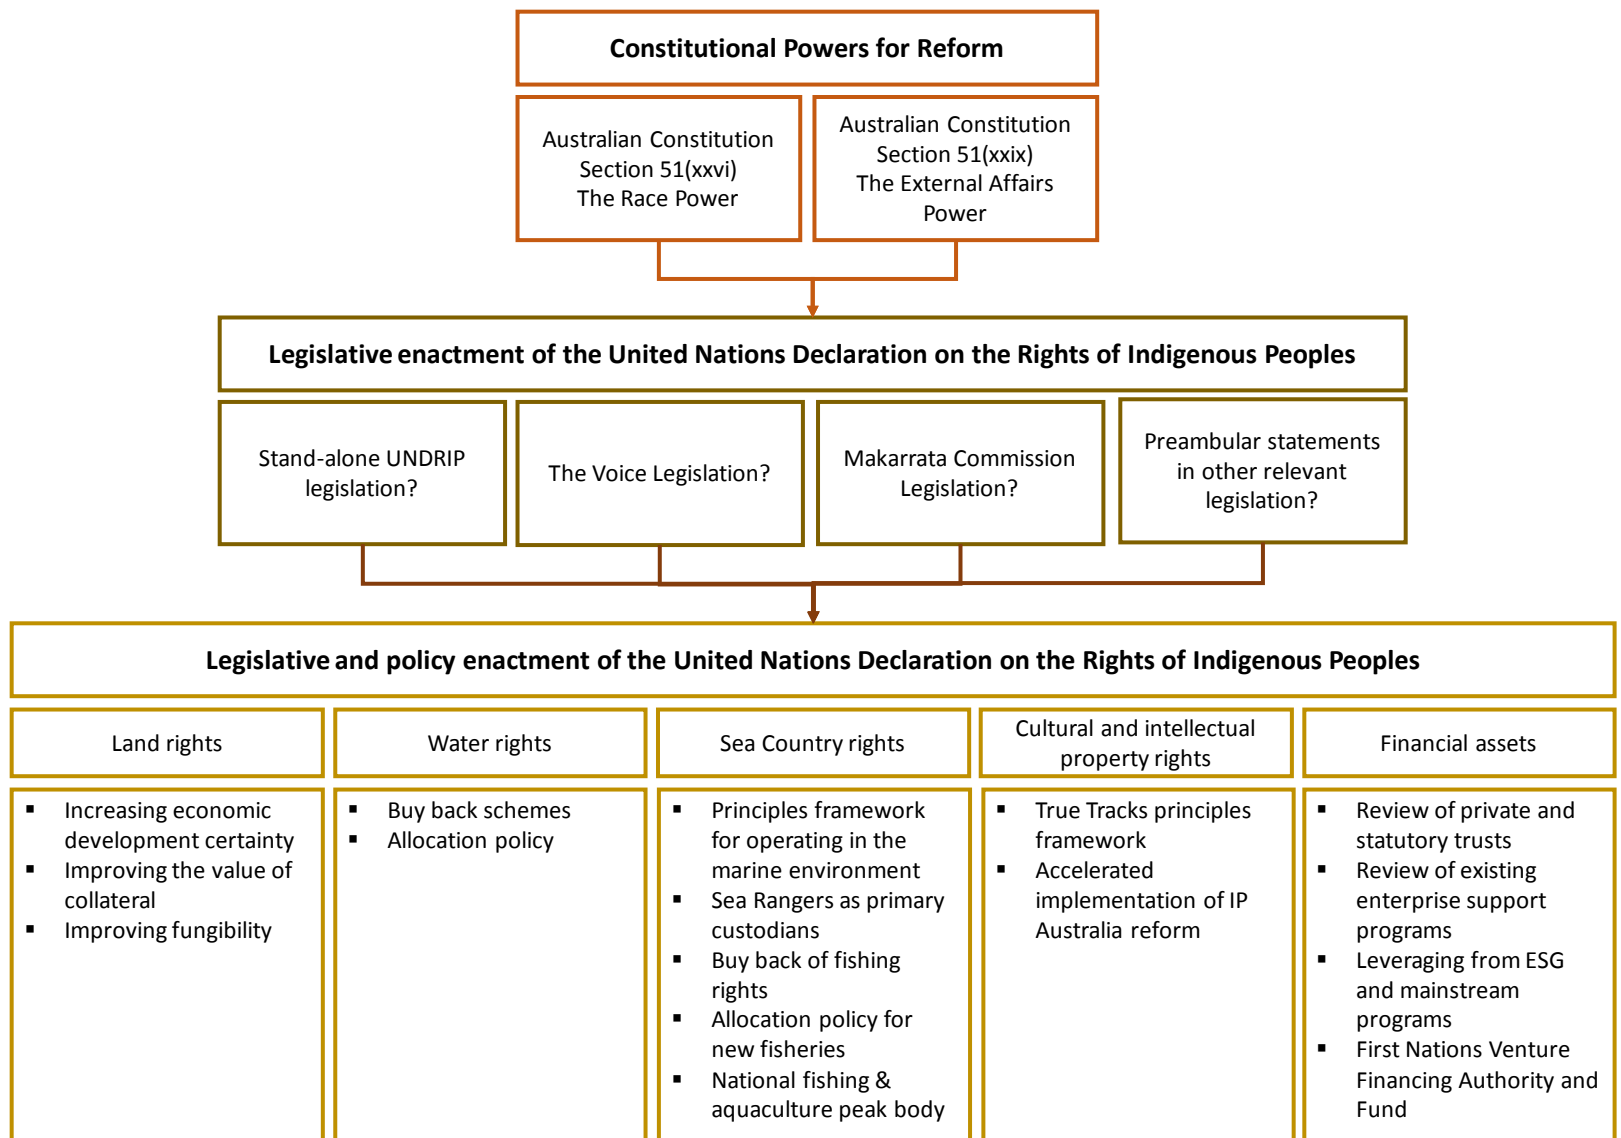 Constitutional Powers for Reform
Australian Constitution
Section 51(xxvi)
The Race Power
Australian Constitution
Section 51(xxix)
The External Affairs
Power
Legislative enactment of the United Nations Declaration on the Rights of Indigenous Peoples
Stand-alone UNDRIP
legislation?
The Voice Legislation?
Makarrata Commission
Legislation?
Preambular statements
in other relevant
legislation?
Legislative and policy enactment of the United Nations Declaration on the Rights of Indigenous Peoples
Land rights
▪ Increasing economic
development certainty
▪ Improving the value of
collateral
▪ Improving fungibility
Water rights
▪ Buy back schemes
▪ Allocation policy
Sea Country rights
▪ Principles framework
for operating in the
marine environment
▪ Sea Rangers as primary
custodians
▪ Buy back of fishing
rights
▪ Allocation policy for
new fisheries
▪ National fishing &
aquaculture peak body
Cultural and intellectual
property rights
▪ True Tracks principles
framework
▪ Accelerated
implementation of IP
Australia reform
Financial assets
▪ Review of private and
statutory trusts
▪ Review of existing
enterprise support
programs
▪ Leveraging from ESG
and mainstream
programs
▪ First Nations Venture
Financing Authority and
Fund